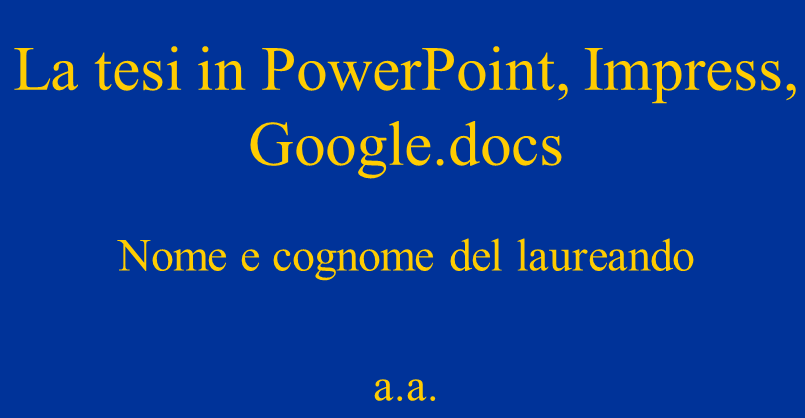 La tesi in PowerPoint, Impress,
Google.docs
Nome e cognome del laureando
a.a.